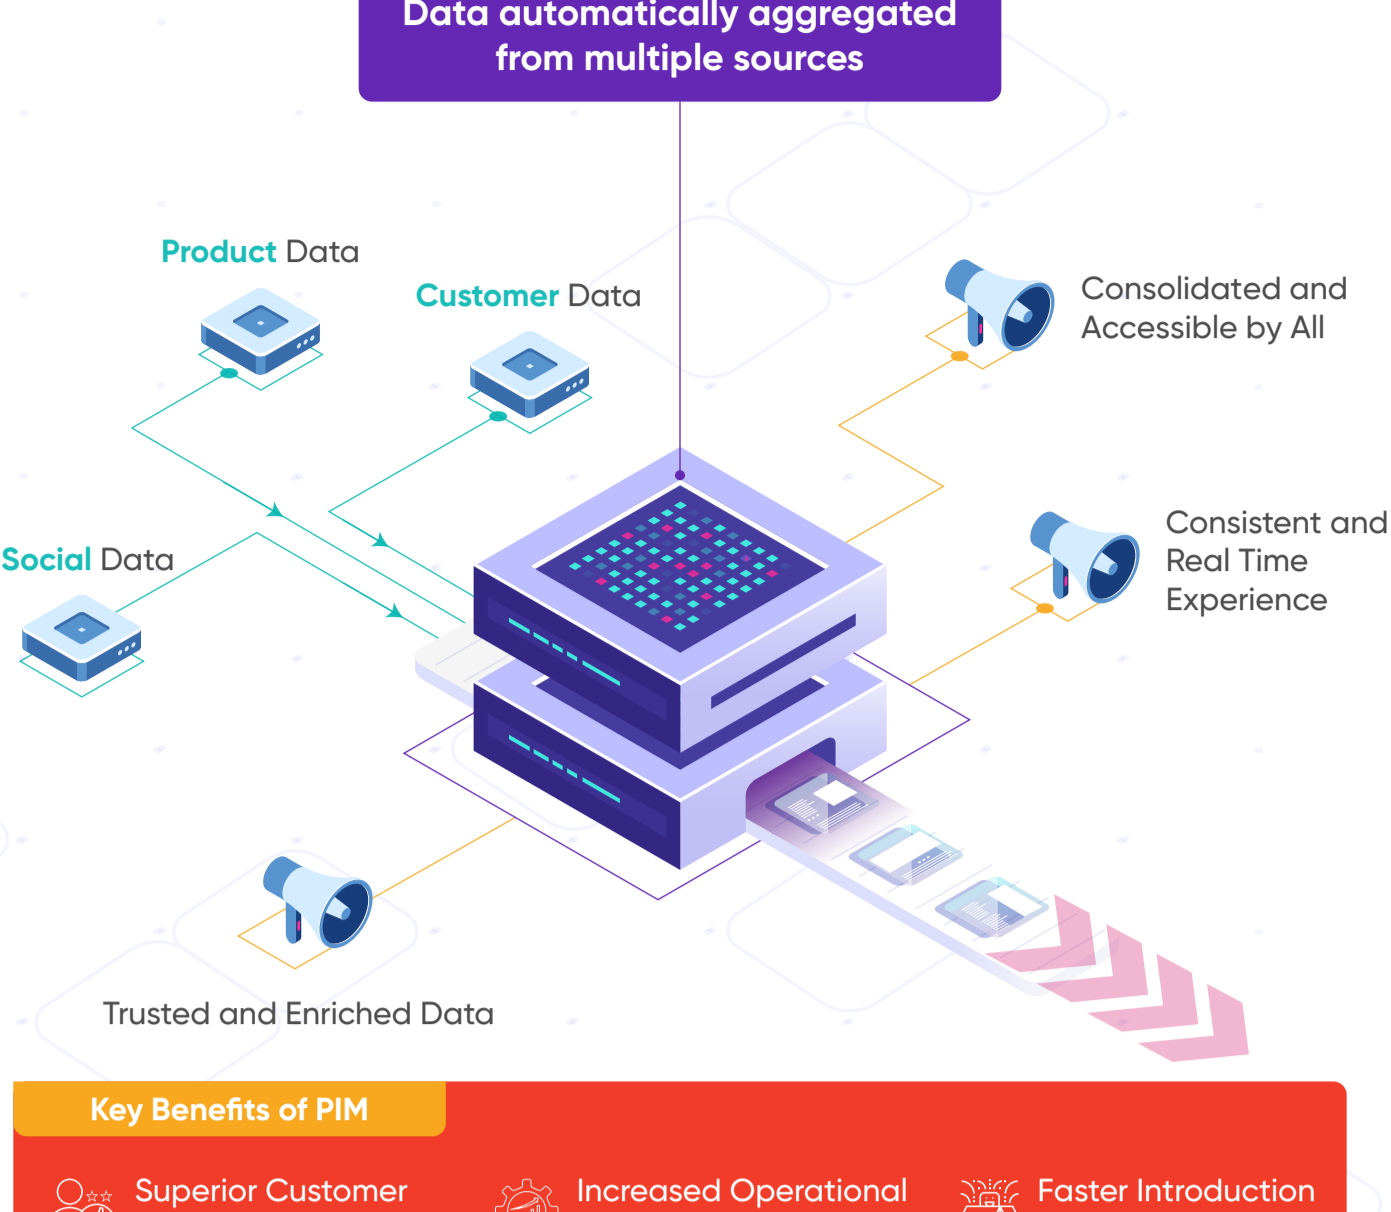 Data automatically aggregated
from multiple sources
Product Data
Customer Data
Consolidated and
Accessible by All
Consistent and
Real Time
Experience
Social Data
Trusted and Enriched Data
Key Benefits of PIM
Superior Customer
Increased Operational
Faster Introduction